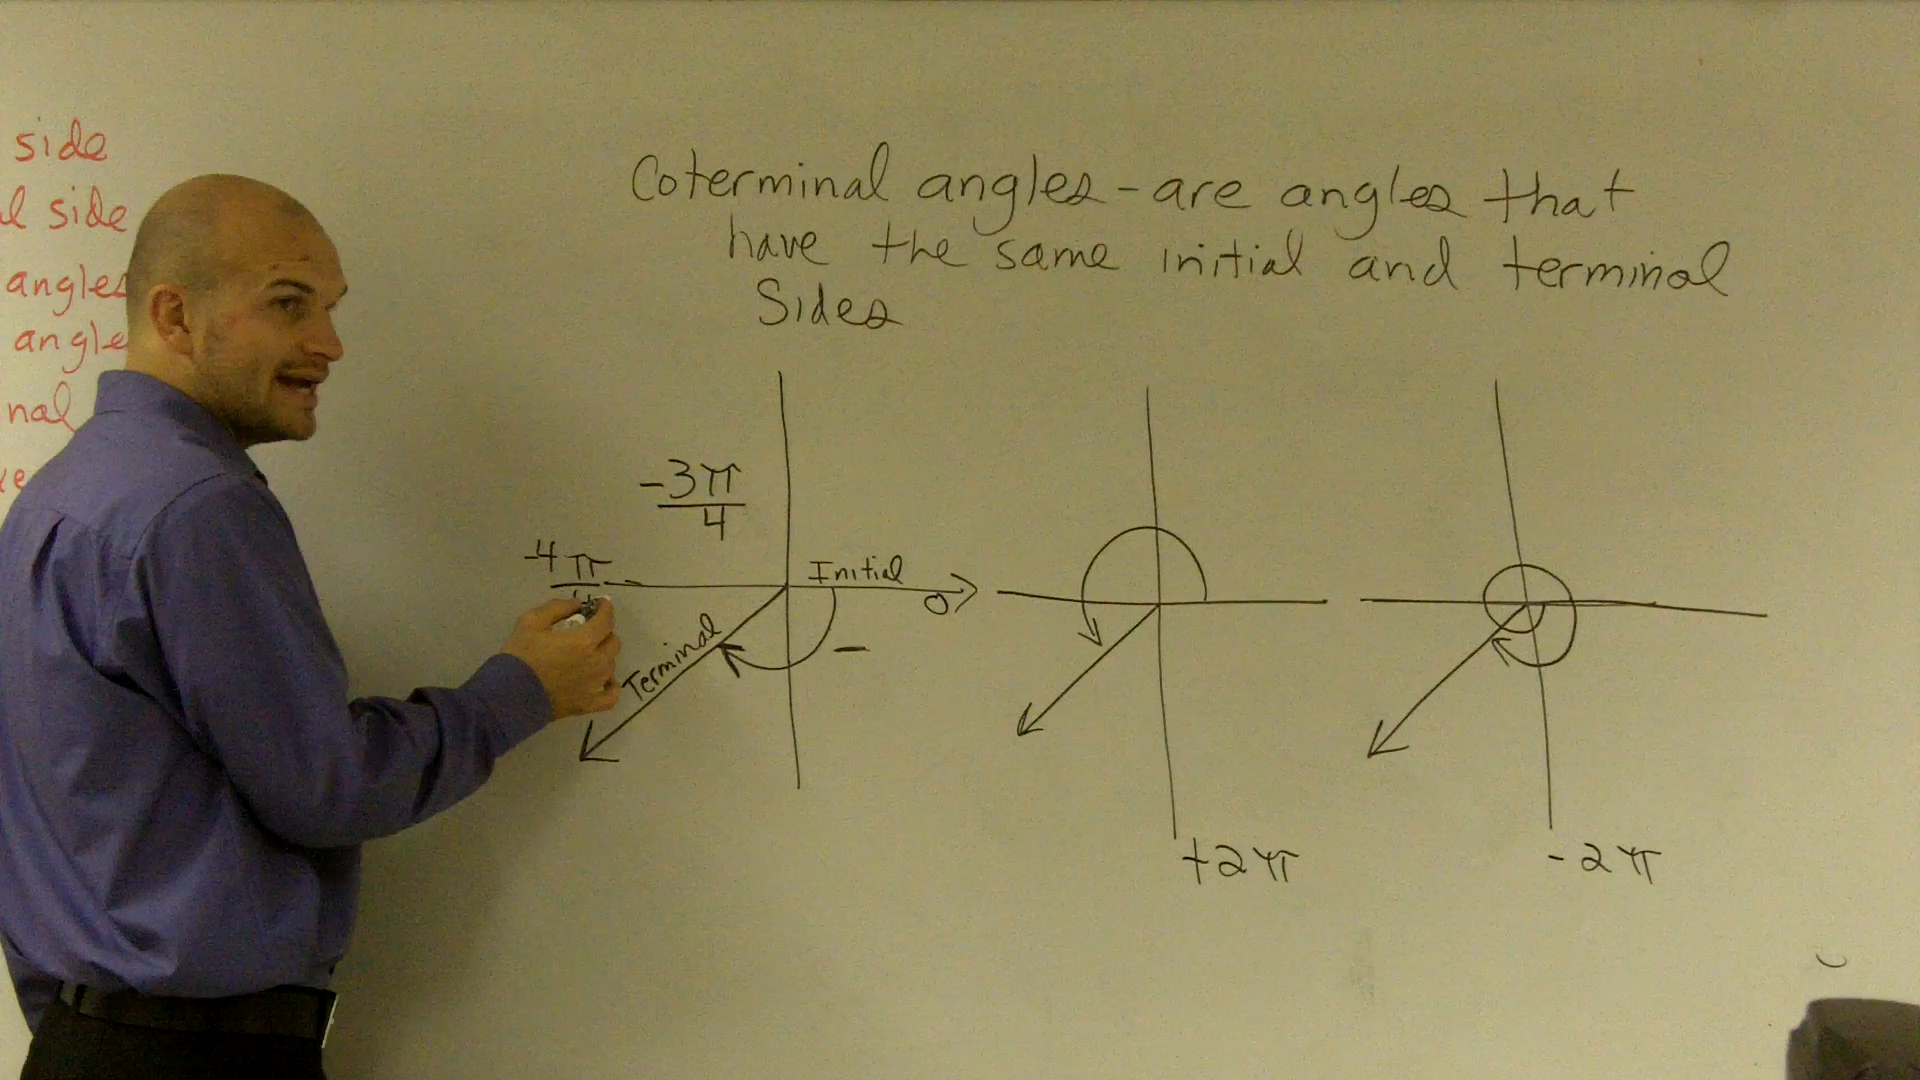 side
l side
angles
angle
nal
Coterminal angles - are angles that
have the same initial and terminal
Sides
-3π
4
-4π
4
Initial
0
Terminal
-
+2π
-2π